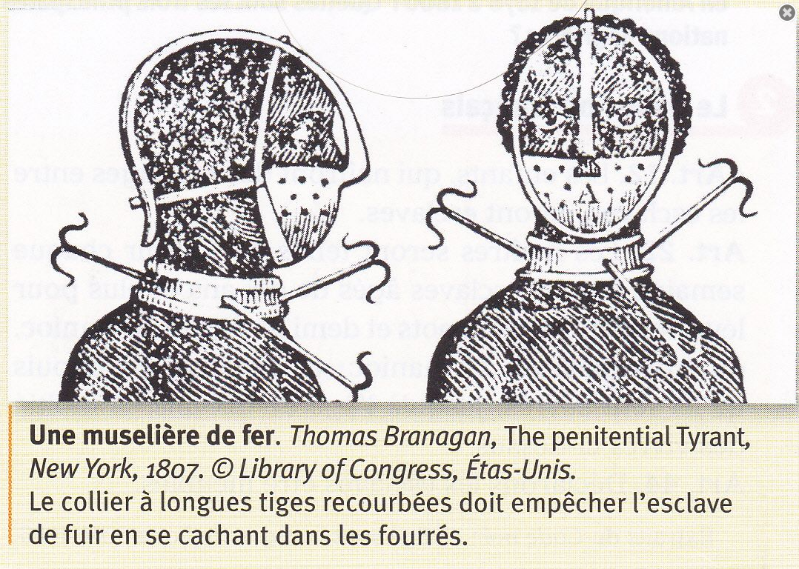 Une muselière de fer. Thomas Branagan, The penitential Tyrant,
New York, 1807. © Library of Congress, États-Unis.
Le collier à longues tiges recourbées doit empêcher l'esclave
de fuir en se cachant dans les fourrés.